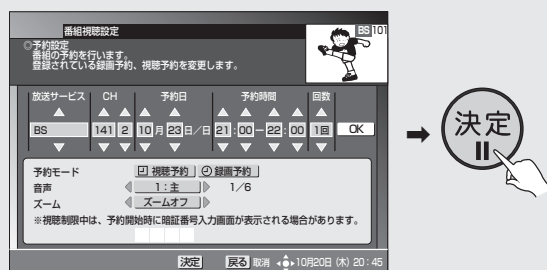 番組視聴設定
BS 101
◎予約設定
番組の予約を行います。
登録されている録画予約、視聴予約を変更します。
放送サービス CH 予約日 予約時間 回数
BS 141 2 10月23日/日 21:00-22:00 1回 OK
予約モード 視聴予約 録画予約
音声 1:主 1/6
ズーム ズームオフ
※視聴制限中は、予約開始時に暗証番号入力画面が表示される場合があります。
決定 戻る 取消 10月20日(木)20:45
決定